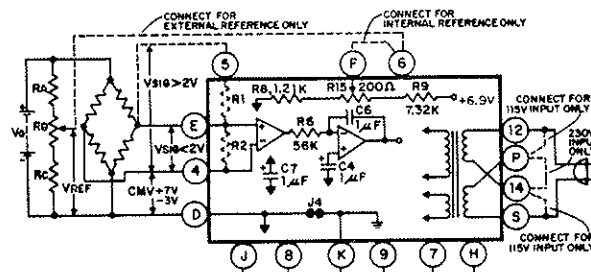 CONNECT FOR
EXTERNAL REFERENCE ONLY
CONNECT FOR
INTERNAL REFERENCE ONLY
5
F
6
RA
RB
RC
VO
VREF
VSIG>2V
VSIG<2V
CMV+7V
-3V
E
4
D
R1
R2
R8,1.21K
R15
200Ω
R9
7.32K
+6.9V
R6
56K
C6
1µF
C7
1µF
C4
1µF
J4
12
P
14
S
CONNECT FOR
115V INPUT ONLY
230V
INPUT
ONLY
CONNECT FOR
115V INPUT ONLY
J
8
K
9
7
H